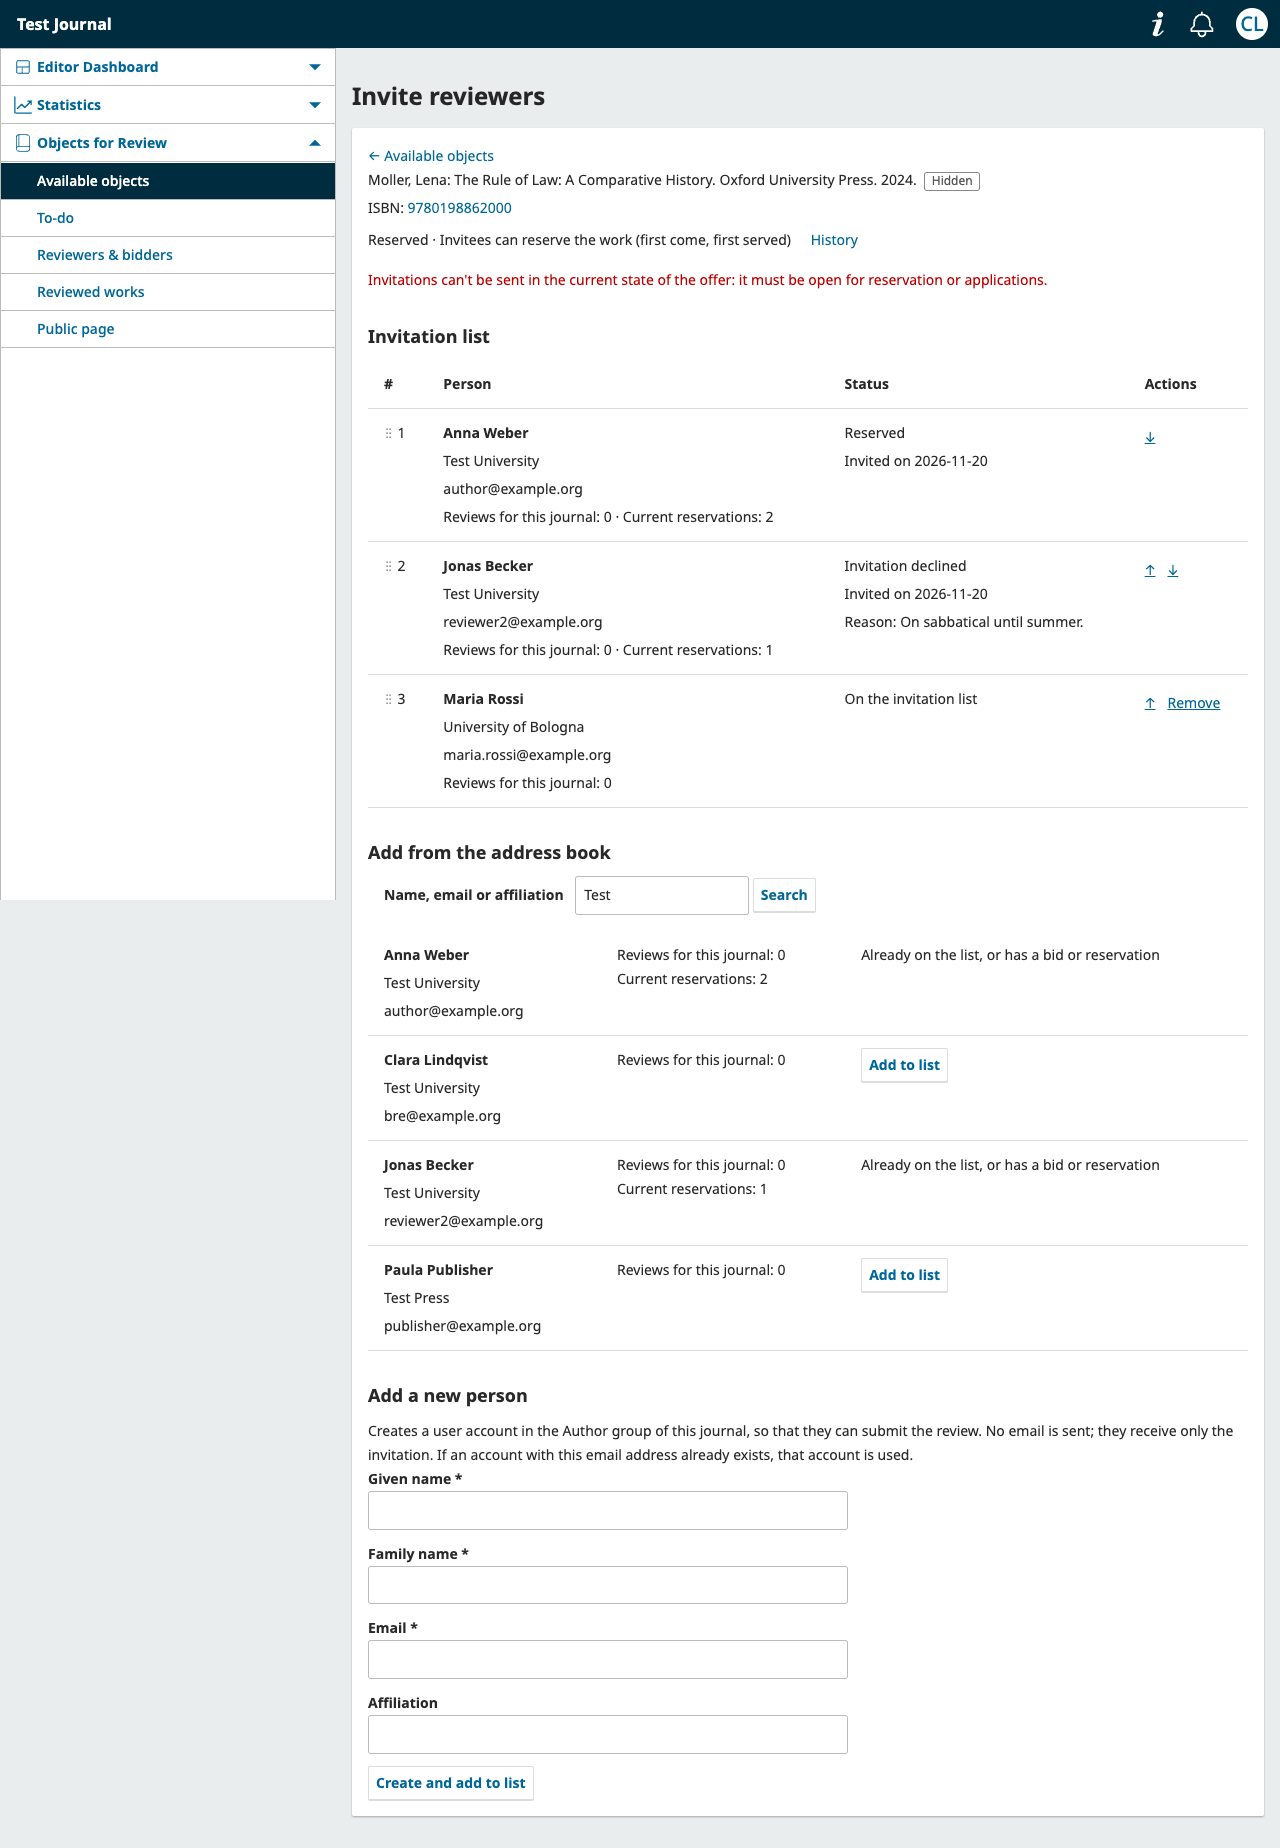 Test Journal
CL
Editor Dashboard
Statistics
Objects for Review
Available objects
To-do
Reviewers & bidders
Reviewed works
Public page
Invite reviewers
← Available objects
Moller, Lena: The Rule of Law: A Comparative History. Oxford University Press. 2024. Hidden
ISBN: 9780198862000
Reserved · Invitees can reserve the work (first come, first served) History
Invitations can't be sent in the current state of the offer: it must be open for reservation or applications.
Invitation list
# Person Status Actions
1 Anna Weber Reserved ↓
Test University Invited on 2026-11-20
author@example.org
Reviews for this journal: 0 · Current reservations: 2
2 Jonas Becker Invitation declined ↑ ↓
Test University Invited on 2026-11-20
reviewer2@example.org Reason: On sabbatical until summer.
Reviews for this journal: 0 · Current reservations: 1
3 Maria Rossi On the invitation list ↑ Remove
University of Bologna
maria.rossi@example.org
Reviews for this journal: 0
Add from the address book
Name, email or affiliation Test Search
Anna Weber Reviews for this journal: 0 Already on the list, or has a bid or reservation
Test University Current reservations: 2
author@example.org
Clara Lindqvist Reviews for this journal: 0 Add to list
Test University
bre@example.org
Jonas Becker Reviews for this journal: 0 Already on the list, or has a bid or reservation
Test University Current reservations: 1
reviewer2@example.org
Paula Publisher Reviews for this journal: 0 Add to list
Test Press
publisher@example.org
Add a new person
Creates a user account in the Author group of this journal, so that they can submit the review. No email is sent; they receive only the
invitation. If an account with this email address already exists, that account is used.
Given name *
Family name *
Email *
Affiliation
Create and add to list